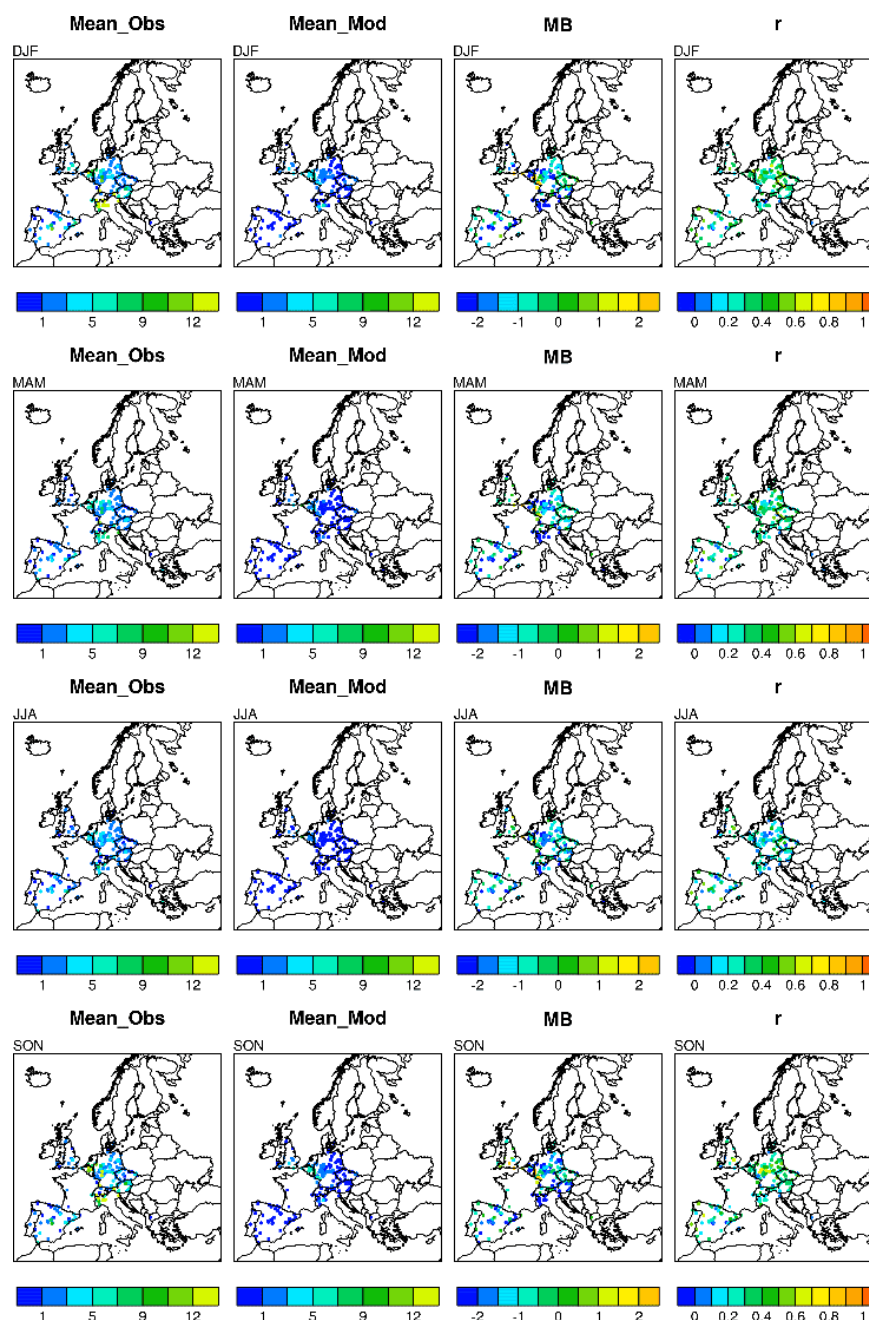 Mean_Obs Mean_Mod MB r
DJF DJF DJF DJF
1 5 9 12 1 5 9 12 -2 -1 0 1 2 0 0.2 0.4 0.6 0.8 1
Mean_Obs Mean_Mod MB r
MAM MAM MAM MAM
1 5 9 12 1 5 9 12 -2 -1 0 1 2 0 0.2 0.4 0.6 0.8 1
Mean_Obs Mean_Mod MB r
JJA JJA JJA JJA
1 5 9 12 1 5 9 12 -2 -1 0 1 2 0 0.2 0.4 0.6 0.8 1
Mean_Obs Mean_Mod MB r
SON SON SON SON
1 5 9 12 1 5 9 12 -2 -1 0 1 2 0 0.2 0.4 0.6 0.8 1